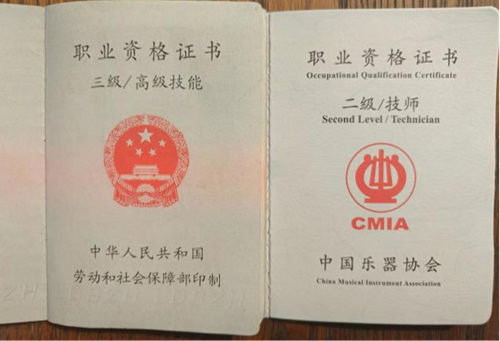 职业资格证书
三级/高级技能
中华人民共和国
劳动和社会保障部印制
职业资格证书
Occupational Qualification Certificate
二级/技师
Second Level / Technician
CMIA
中国乐器协会
China Musical Instrument Association